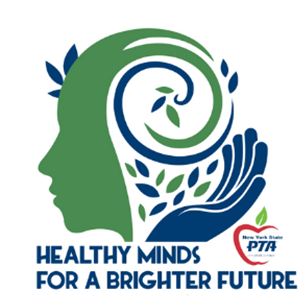 New York State
PTA
HEALTHY MINDS
FOR A BRIGHTER FUTURE